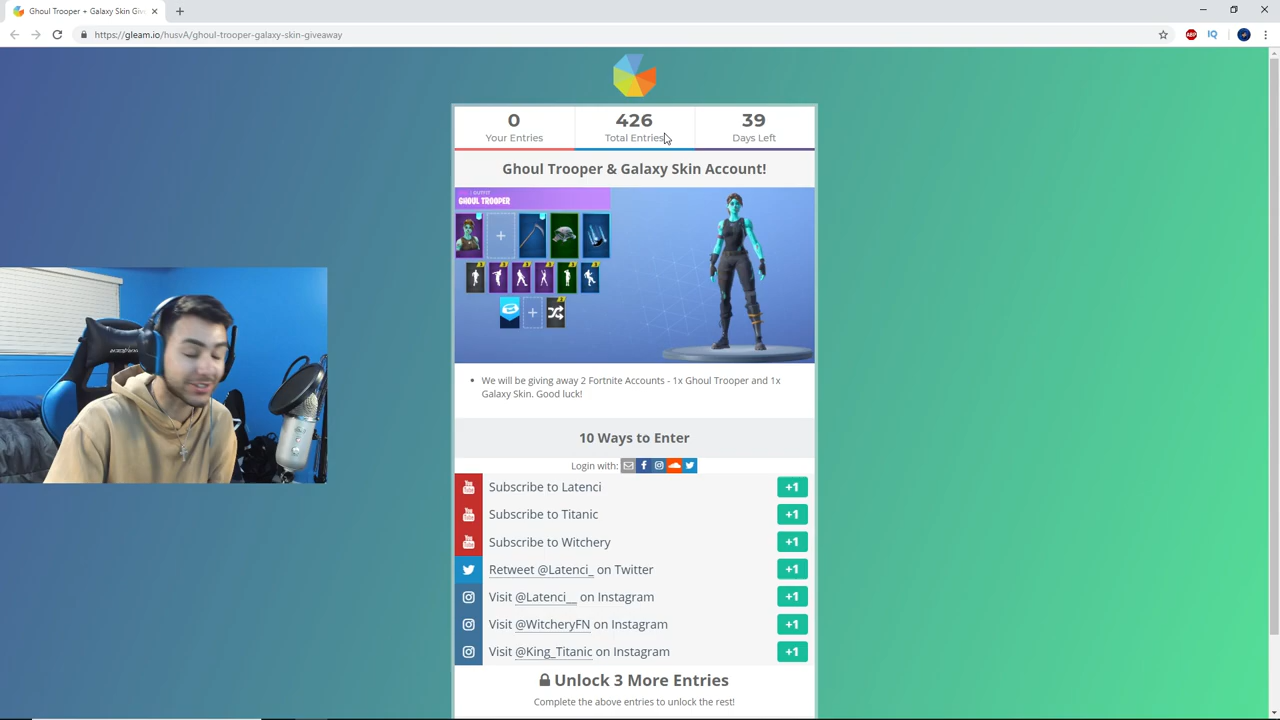 Ghoul Trooper + Galaxy Skin Giv
https://gleam.io/husvA/ghoul-trooper-galaxy-skin-giveaway
ABP
IQ
0
Your Entries
426
Total Entries
39
Days Left
Ghoul Trooper & Galaxy Skin Account!
OUTFIT
GHOUL TROOPER
• We will be giving away 2 Fortnite Accounts - 1x Ghoul Trooper and 1x
Galaxy Skin. Good luck!
10 Ways to Enter
Login with:
Subscribe to Latenci +1
Subscribe to Titanic +1
Subscribe to Witchery +1
Retweet @Latenci_ on Twitter +1
Visit @Latenci__ on Instagram +1
Visit @WitcheryFN on Instagram +1
Visit @King_Titanic on Instagram +1
Unlock 3 More Entries
Complete the above entries to unlock the rest!